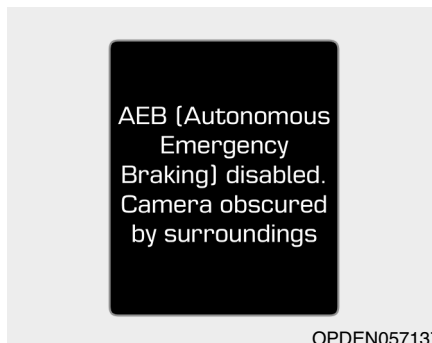 AEB (Autonomous
Emergency
Braking) disabled.
Camera obscured
by surroundings